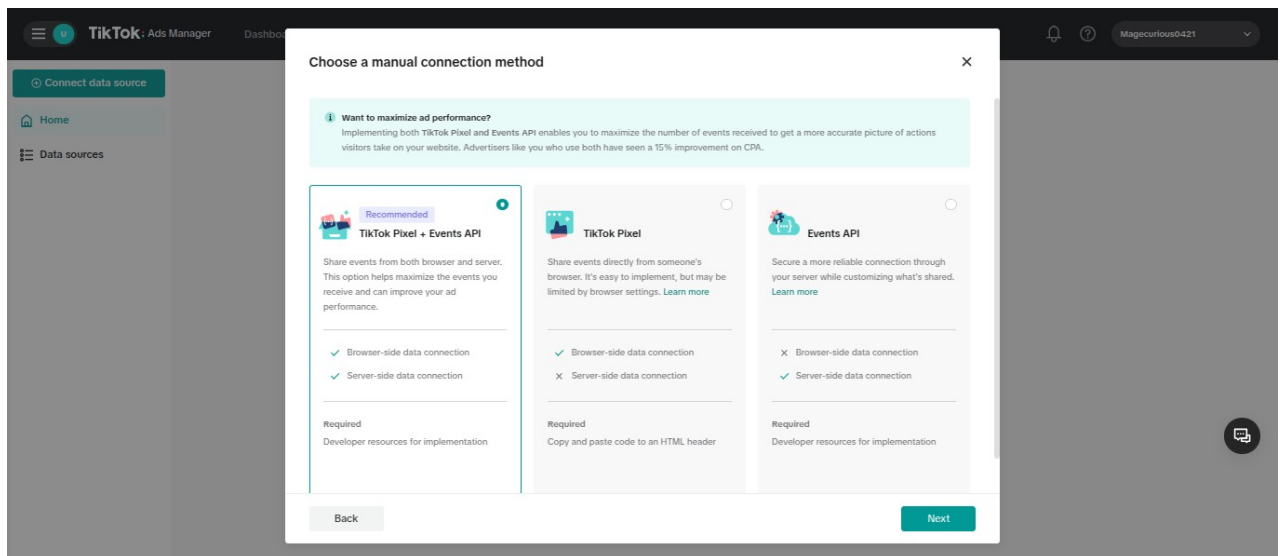 TikTok: Ads Manager
Magecurious0421
Connect data source
Home
Data sources
Choose a manual connection method
Want to maximize ad performance?
Implementing both TikTok Pixel and Events API enables you to maximize the number of events received to get a more accurate picture of actions
visitors take on your website. Advertisers like you who use both have seen a 15% improvement on CPA.
Recommended
TikTok Pixel + Events API
Share events from both browser and server.
This option helps maximize the events you
receive and can improve your ad
performance.
Browser-side data connection
Server-side data connection
Required
Developer resources for implementation
TikTok Pixel
Share events directly from someone's
browser. It's easy to implement, but may be
limited by browser settings. Learn more
Browser-side data connection
Server-side data connection
Required
Copy and paste code to an HTML header
Events API
Secure a more reliable connection through
your server while customizing what's shared.
Learn more
Browser-side data connection
Server-side data connection
Required
Developer resources for implementation
Back
Next